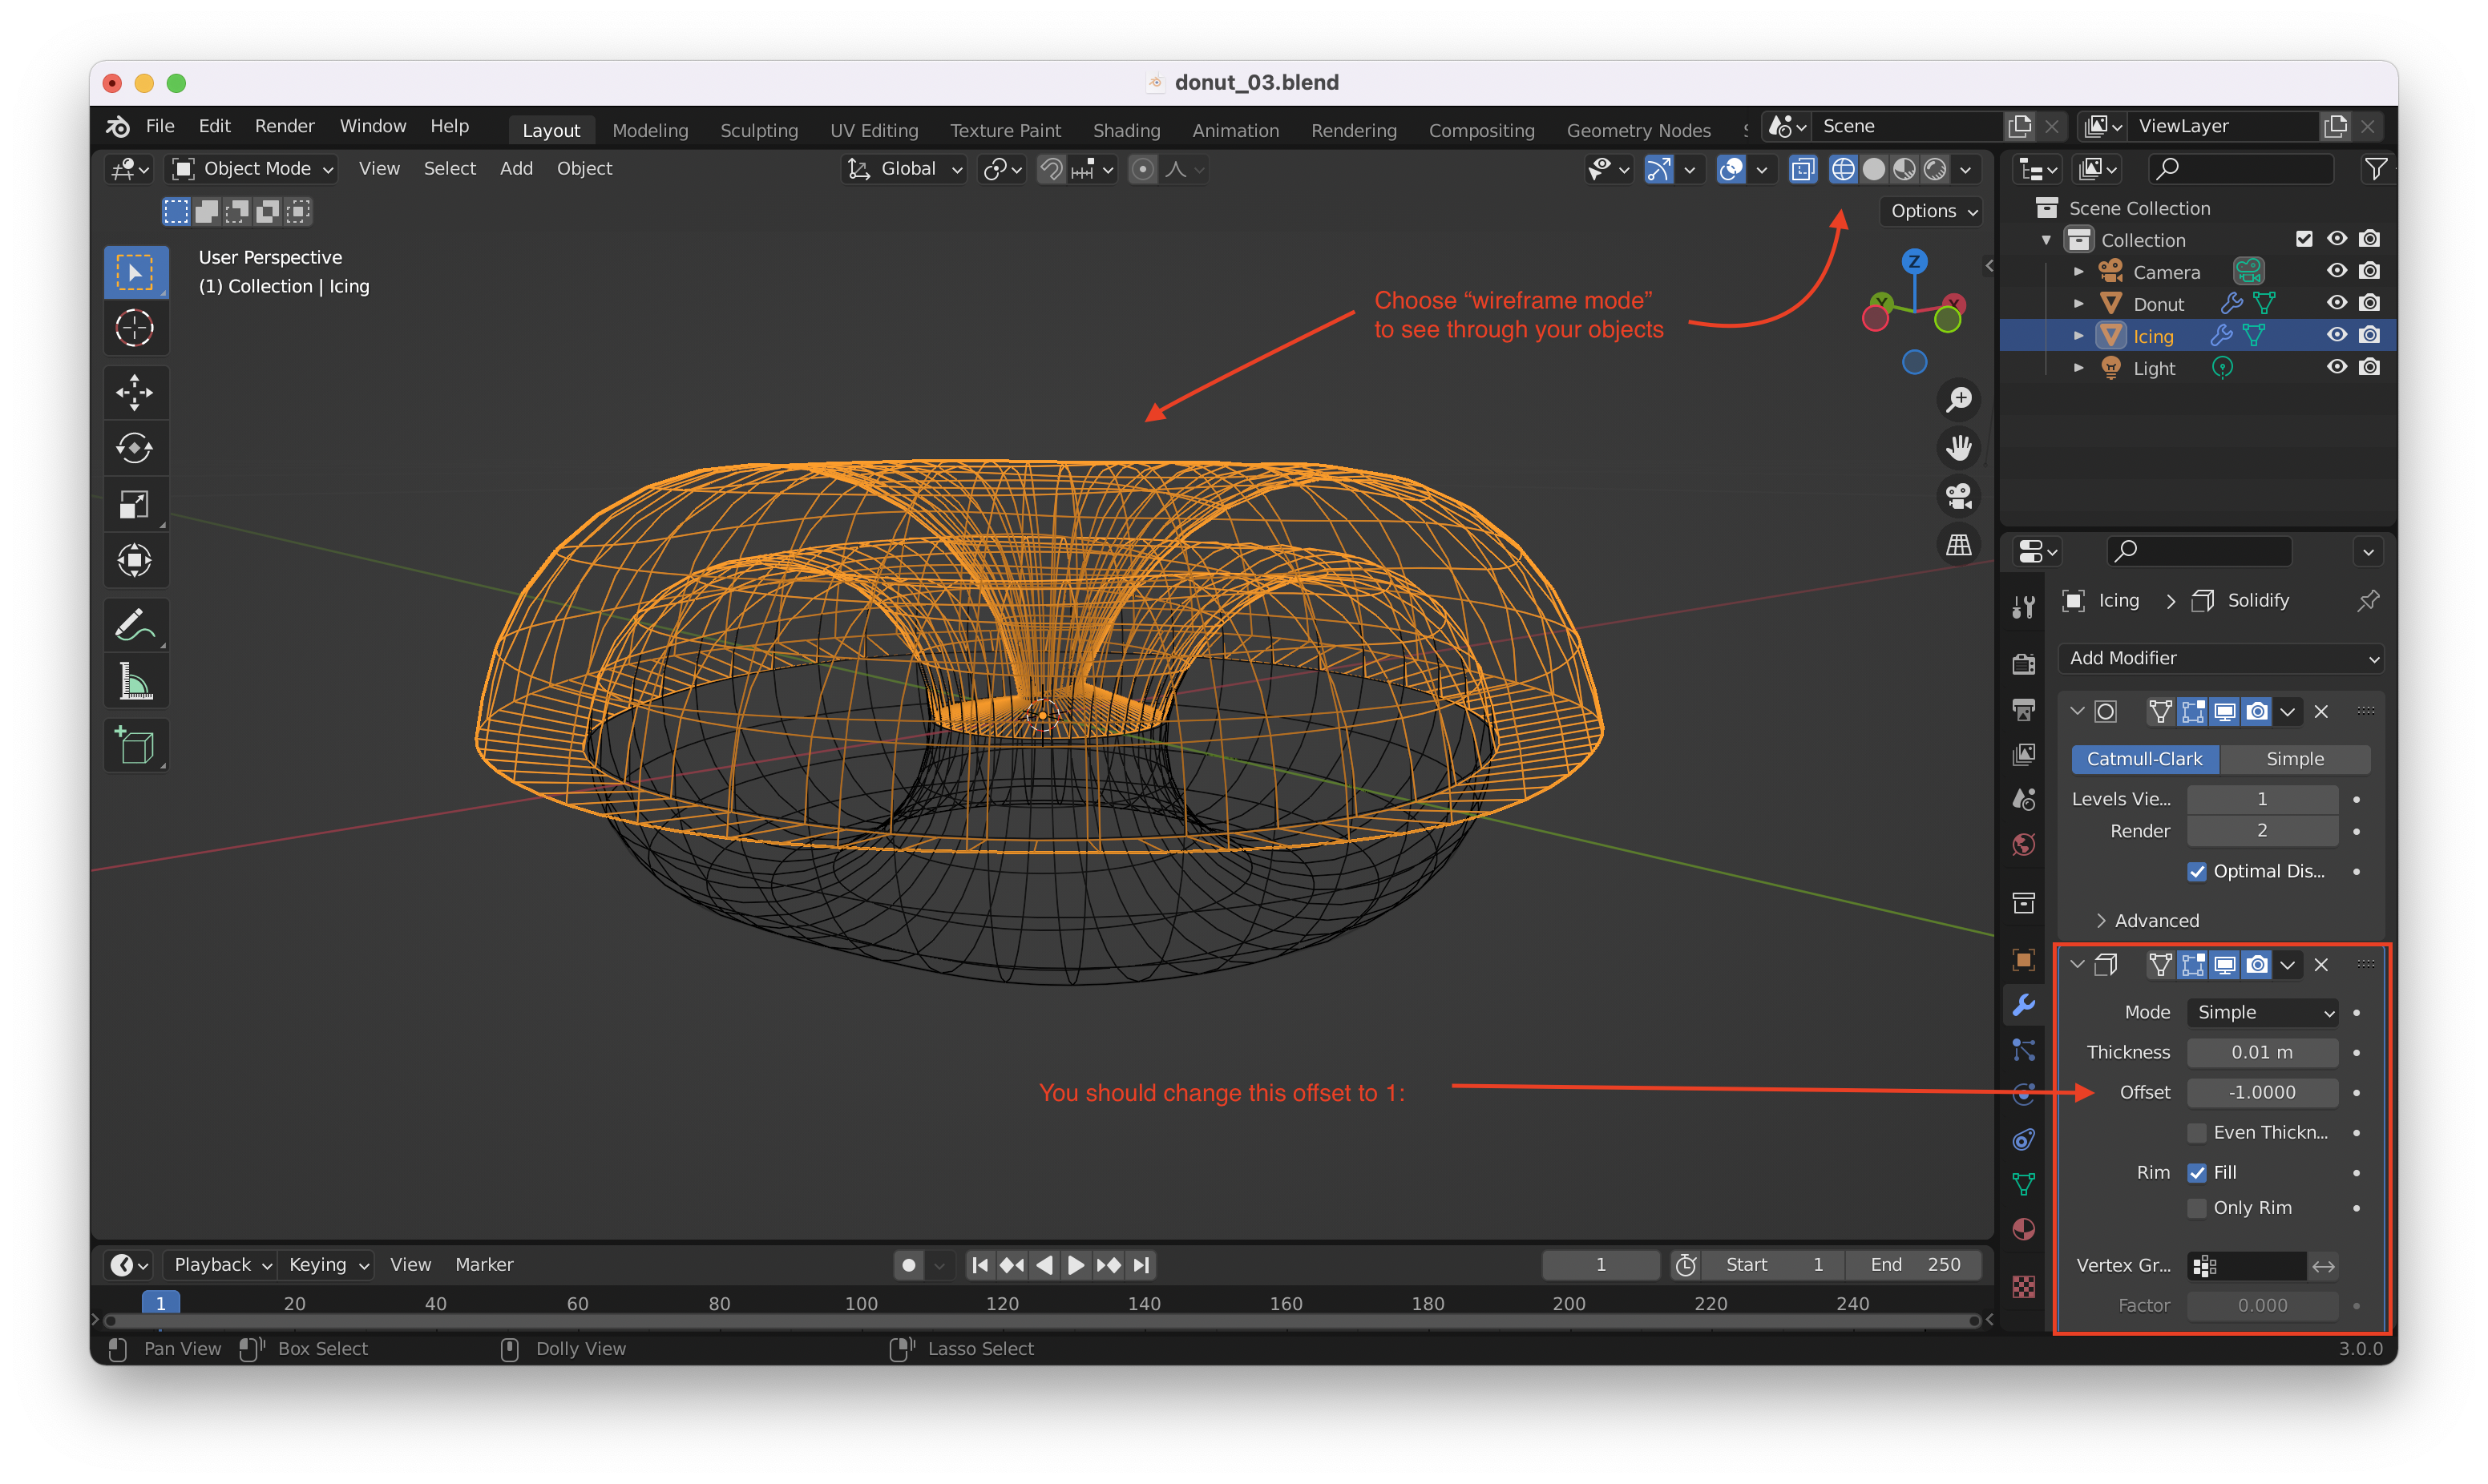 donut_03.blend
File Edit Render Window Help Layout Modeling Sculpting UV Editing Texture Paint Shading Animation Rendering Compositing Geometry Nodes Scene ViewLayer
Object Mode View Select Add Object Global
Options
User Perspective
(1) Collection | Icing
Choose “wireframe mode”
to see through your objects
Z
Y X
You should change this offset to 1:
Scene Collection
Collection
Camera
Donut
Icing
Light
Icing > Solidify
Add Modifier
Catmull-Clark Simple
Levels Vie... 1
Render 2
Optimal Dis...
Advanced
Mode Simple
Thickness 0.01 m
Offset -1.0000
Even Thickn...
Rim Fill
Only Rim
Vertex Gr...
Factor 0.000
Playback Keying View Marker 1 Start 1 End 250
1 20 40 60 80 100 120 140 160 180 200 220 240
Pan View Box Select Dolly View Lasso Select 3.0.0